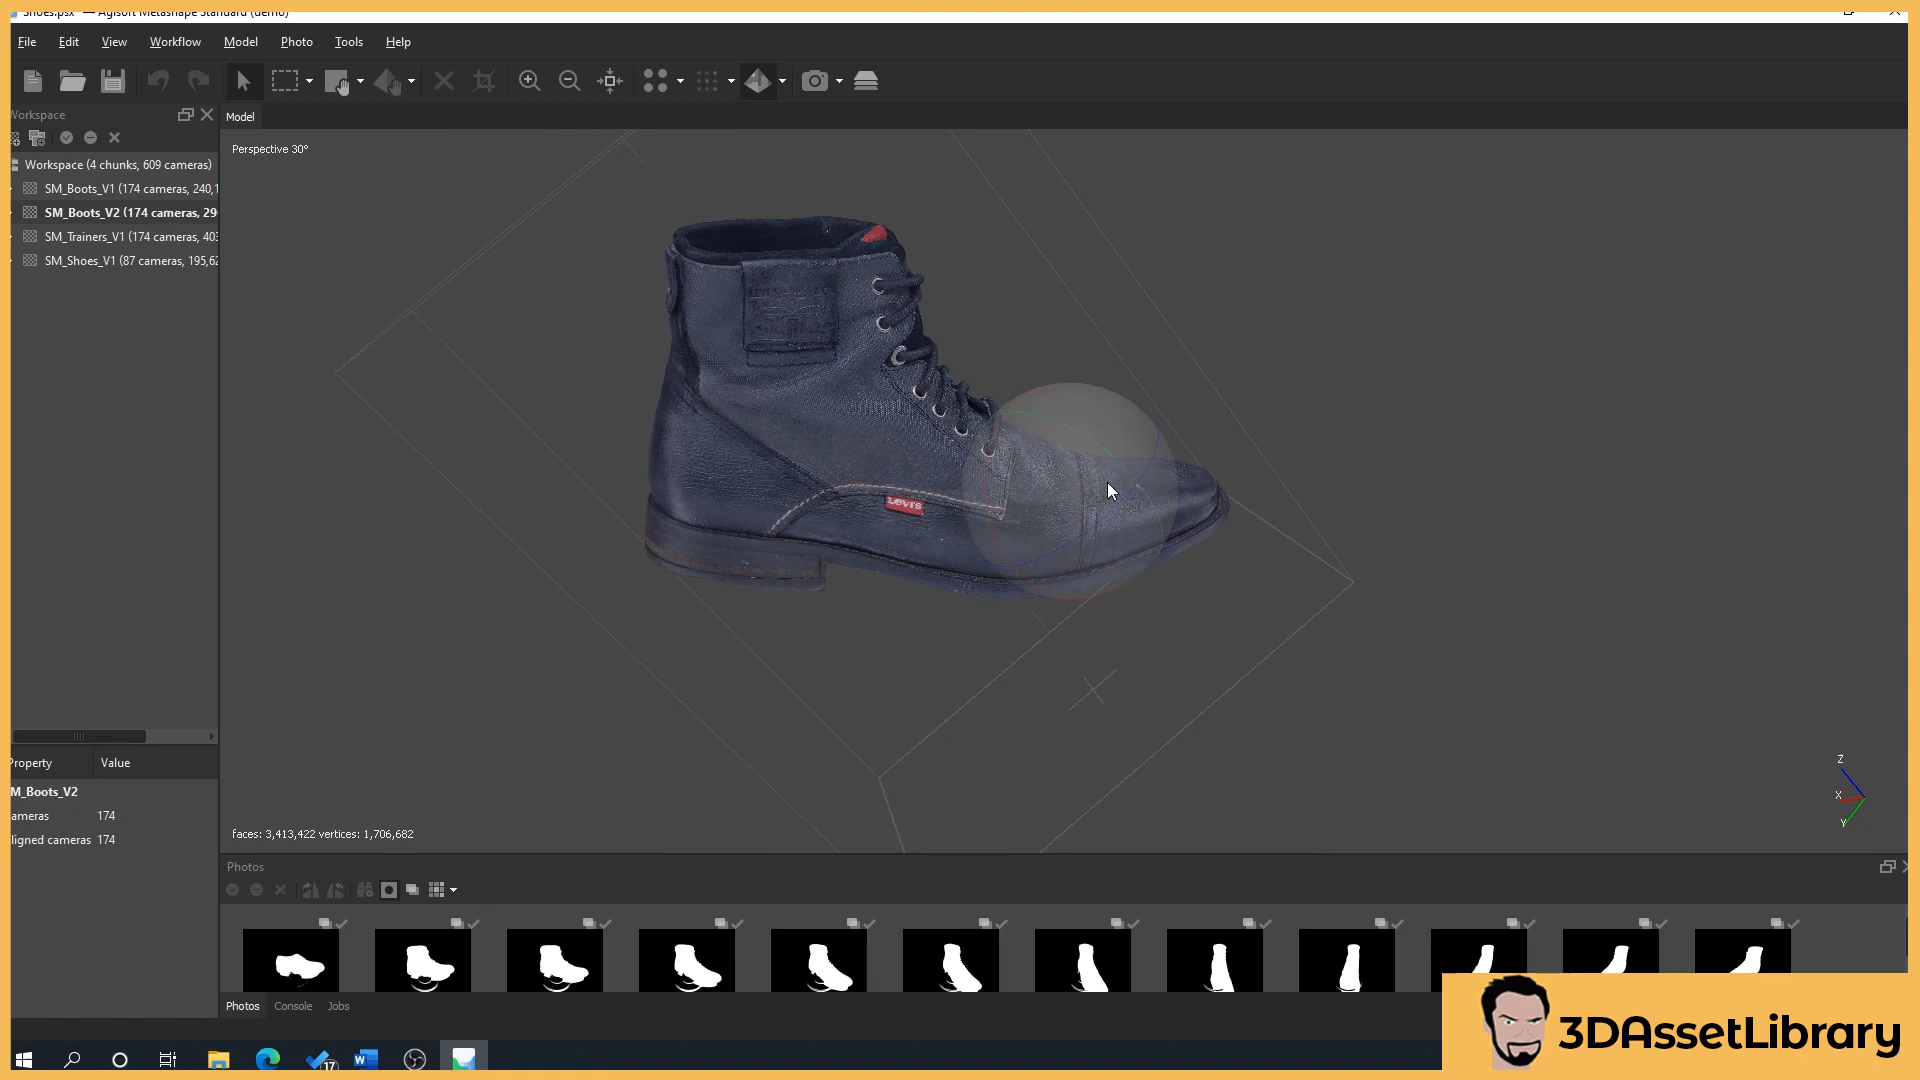 Shoes.psx* — Agisoft Metashape Standard (demo)
File Edit View Workflow Model Photo Tools Help
Workspace
Model
Perspective 30°
Workspace (4 chunks, 609 cameras)
SM_Boots_V1 (174 cameras, 240,1
SM_Boots_V2 (174 cameras, 29
SM_Trainers_V1 (174 cameras, 403
SM_Shoes_V1 (87 cameras, 195,62
Levi's
Property Value
M_Boots_V2
ameras 174
ligned cameras 174
Z
X
Y
faces: 3,413,422 vertices: 1,706,682
Photos
Photos Console Jobs
17
3DAssetLibrary